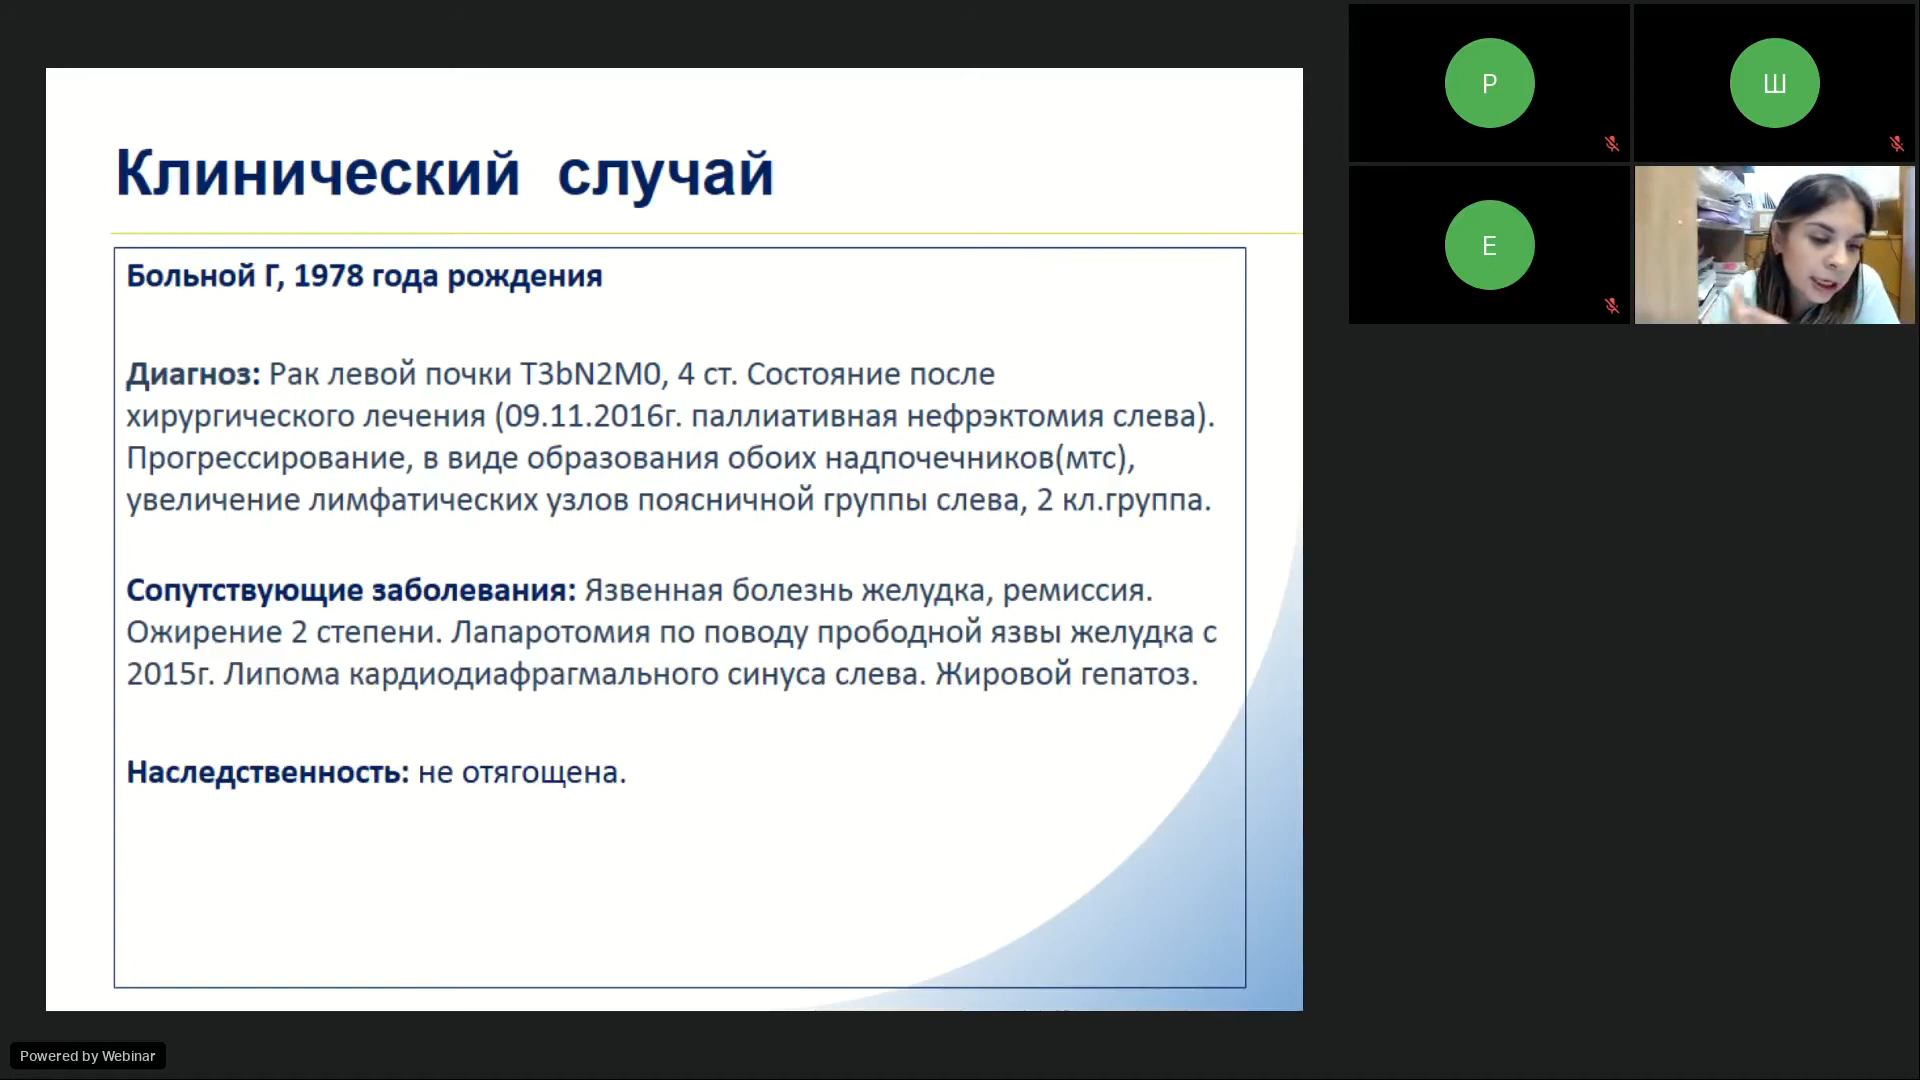 Клинический случай
Больной Г, 1978 года рождения
Диагноз: Рак левой почки T3bN2M0, 4 ст. Состояние после
хирургического лечения (09.11.2016г. паллиативная нефрэктомия слева).
Прогрессирование, в виде образования обоих надпочечников(мтс),
увеличение лимфатических узлов поясничной группы слева, 2 кл.группа.
Сопутствующие заболевания: Язвенная болезнь желудка, ремиссия.
Ожирение 2 степени. Лапаротомия по поводу прободной язвы желудка с
2015г. Липома кардиодиафрагмального синуса слева. Жировой гепатоз.
Наследственность: не отягощена.
Р
Ш
Е
Powered by Webinar